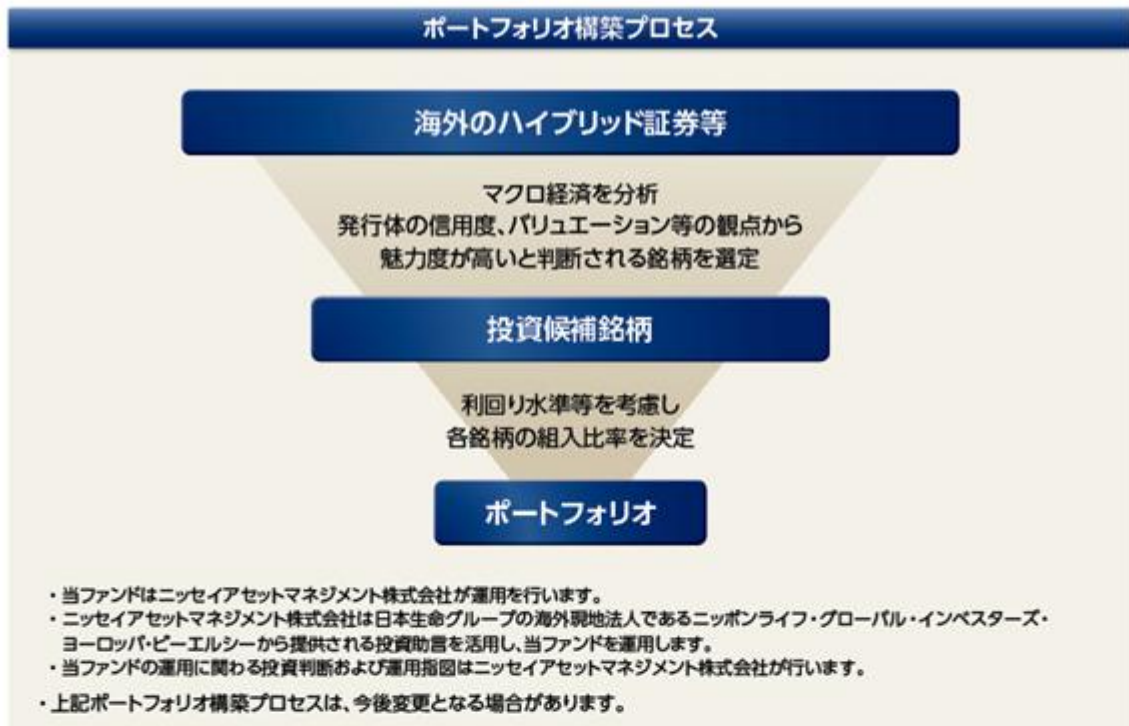 ポートフォリオ構築プロセス
海外のハイブリッド証券等
マクロ経済を分析
発行体の信用度、バリュエーション等の観点から
魅力度が高いと判断される銘柄を選定
投資候補銘柄
利回り水準等を考慮し
各銘柄の組入比率を決定
ポートフォリオ
・当ファンドはニッセイアセットマネジメント株式会社が運用を行います。
・ニッセイアセットマネジメント株式会社は日本生命グループの海外現地法人であるニッポンライフ・グローバル・インベスターズ・
ヨーロッパ・ピーエルシーから提供される投資助言を活用し、当ファンドを運用します。
・当ファンドの運用に関わる投資判断および運用指図はニッセイアセットマネジメント株式会社が行います。
・上記ポートフォリオ構築プロセスは、今後変更となる場合があります。